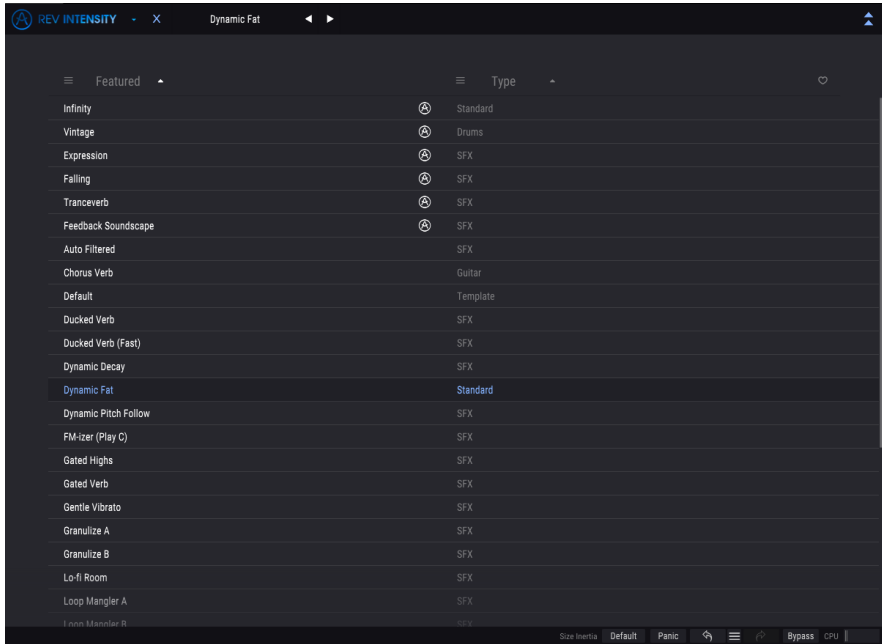 REV INTENSITY X Dynamic Fat
Featured Type
Infinity Standard
Vintage Drums
Expression SFX
Falling SFX
Tranceverb SFX
Feedback Soundscape SFX
Auto Filtered SFX
Chorus Verb Guitar
Default Template
Ducked Verb SFX
Ducked Verb (Fast) SFX
Dynamic Decay SFX
Dynamic Fat Standard
Dynamic Pitch Follow SFX
FM-izer (Play C) SFX
Gated Highs SFX
Gated Verb SFX
Gentle Vibrato SFX
Granulize A SFX
Granulize B SFX
Lo-fi Room SFX
Loop Mangler A SFX
Loop Mangler B SFX
Size Inertia Default Panic Bypass CPU